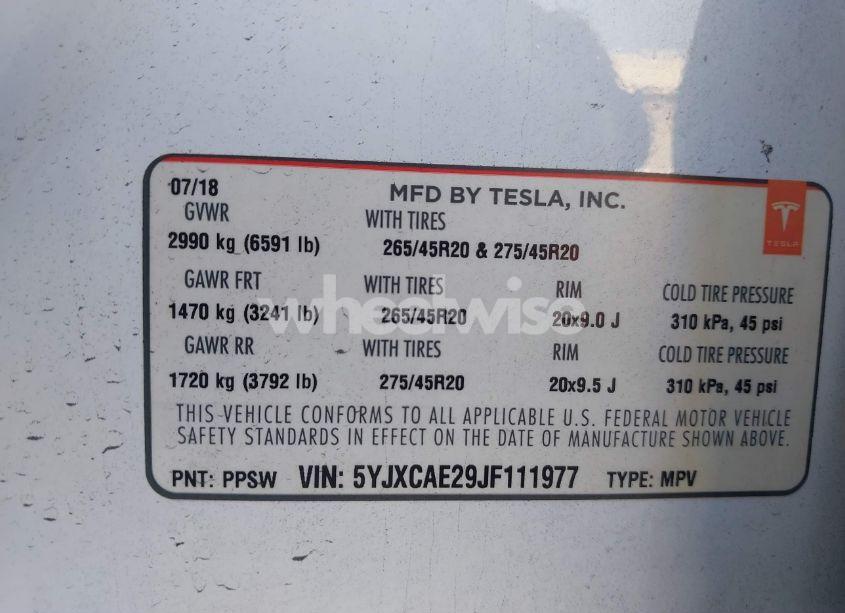 07/18 MFD BY TESLA, INC.
GVWR WITH TIRES
2990 kg (6591 lb) 265/45R20 & 275/45R20
TESLA
GAWR FRT WITH TIRES RIM COLD TIRE PRESSURE
1470 kg (3241 lb) 265/45R20 20x9.0 J 310 kPa, 45 psi
wheelwise
GAWR RR WITH TIRES RIM COLD TIRE PRESSURE
1720 kg (3792 lb) 275/45R20 20x9.5 J 310 kPa, 45 psi
THIS VEHICLE CONFORMS TO ALL APPLICABLE U.S. FEDERAL MOTOR VEHICLE
SAFETY STANDARDS IN EFFECT ON THE DATE OF MANUFACTURE SHOWN ABOVE.
PNT: PPSW VIN: 5YJXCAE29JF111977 TYPE: MPV